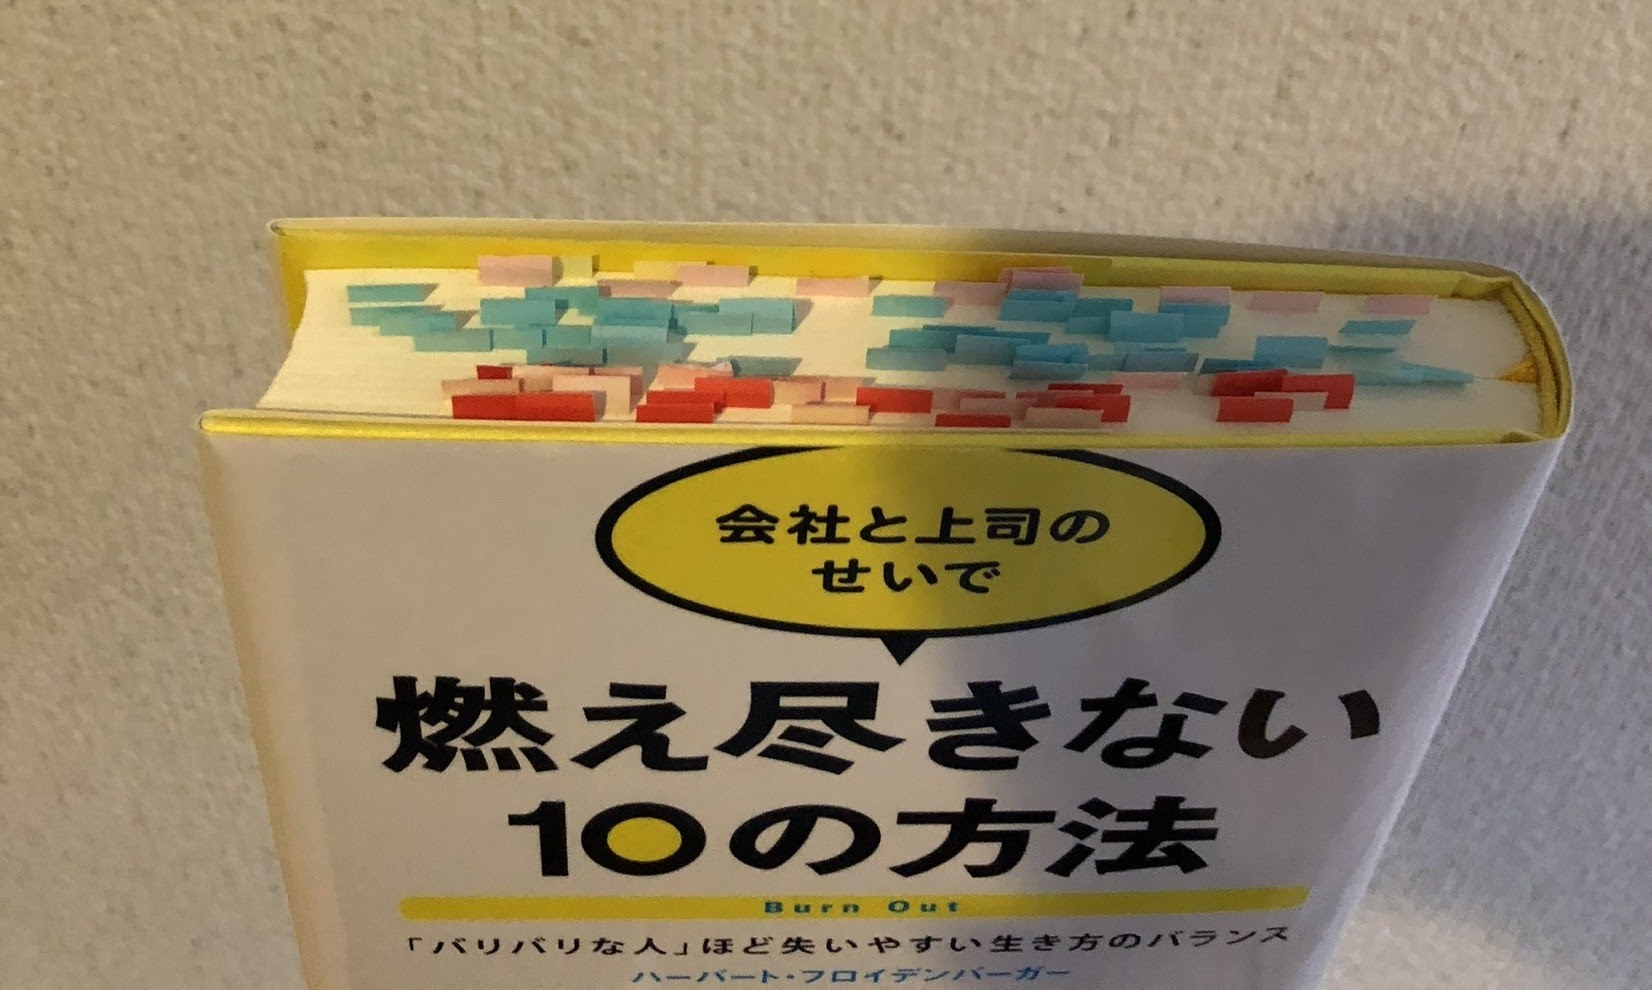 会社と上司の
せいで
燃え尽きない
10の方法
Burn Out
「バリバリな人」ほど失いやすい生き方のバランス
ハーバート・フロイデンバーガー